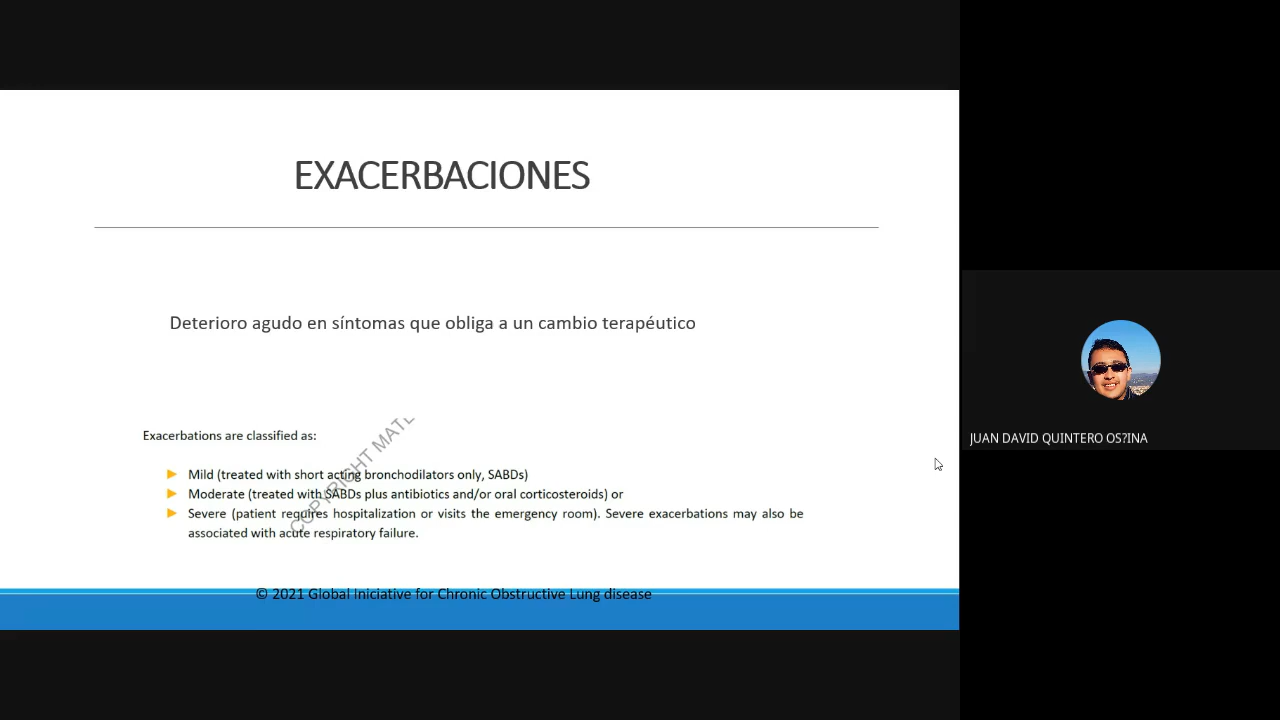 EXACERBACIONES
Deterioro agudo en síntomas que obliga a un cambio terapéutico
Exacerbations are classified as:
Mild (treated with short acting bronchodilators only, SABDs)
Moderate (treated with SABDs plus antibiotics and/or oral corticosteroids) or
Severe (patient requires hospitalization or visits the emergency room). Severe exacerbations may also be
associated with acute respiratory failure.
COPYRIGHT MATE
© 2021 Global Iniciative for Chronic Obstructive Lung disease
JUAN DAVID QUINTERO OS?INA